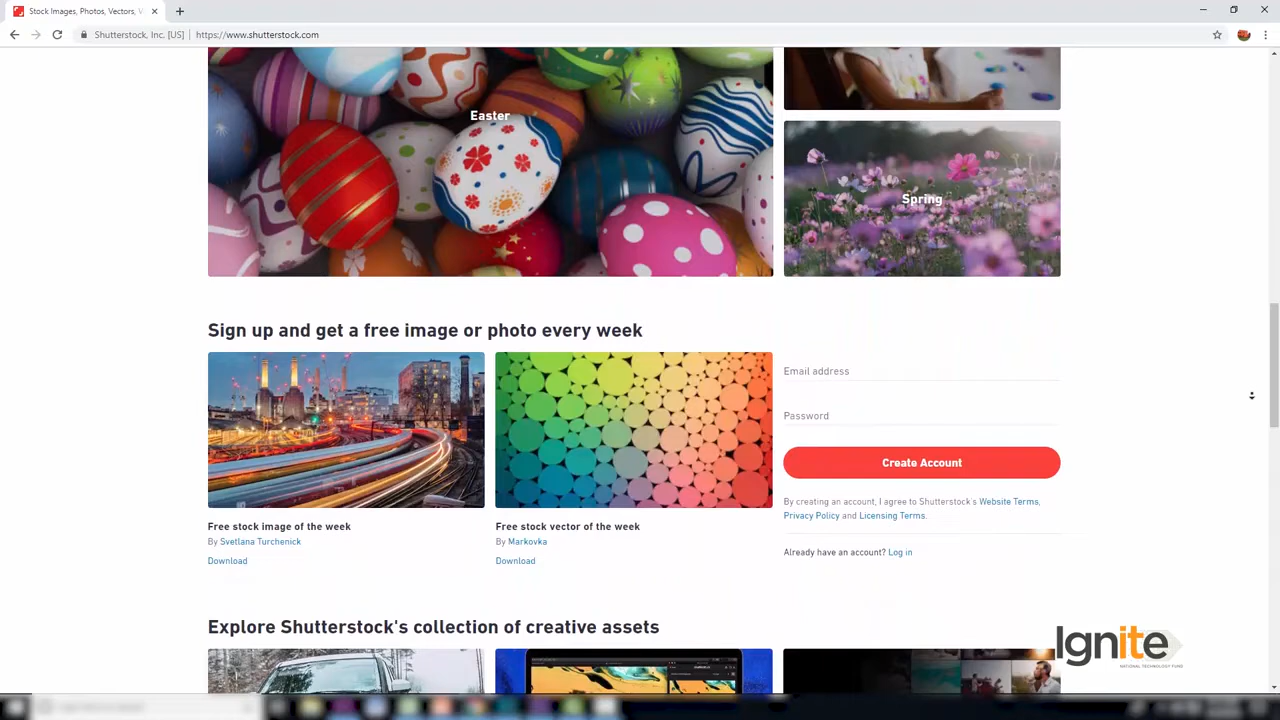 Stock Images, Photos, Vectors, V
Shutterstock, Inc. [US]
https://www.shutterstock.com
Easter
Spring
Sign up and get a free image or photo every week
Email address
Password
Create Account
Free stock image of the week
By Svetlana Turchenick
Download
Free stock vector of the week
By Markovka
Download
By creating an account, I agree to Shutterstock's Website Terms,
Privacy Policy and Licensing Terms.
Already have an account? Log in
Explore Shutterstock's collection of creative assets
Ignite
NATIONAL TECHNOLOGY FUND